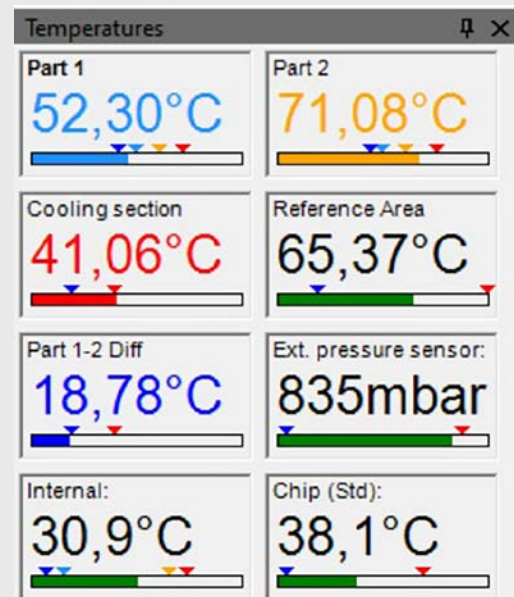 Temperatures
Part 1
52,30°C
Part 2
71,08°C
Cooling section
41,06°C
Reference Area
65,37°C
Part 1-2 Diff
18,78°C
Ext. pressure sensor:
835mbar
Internal:
30,9°C
Chip (Std):
38,1°C